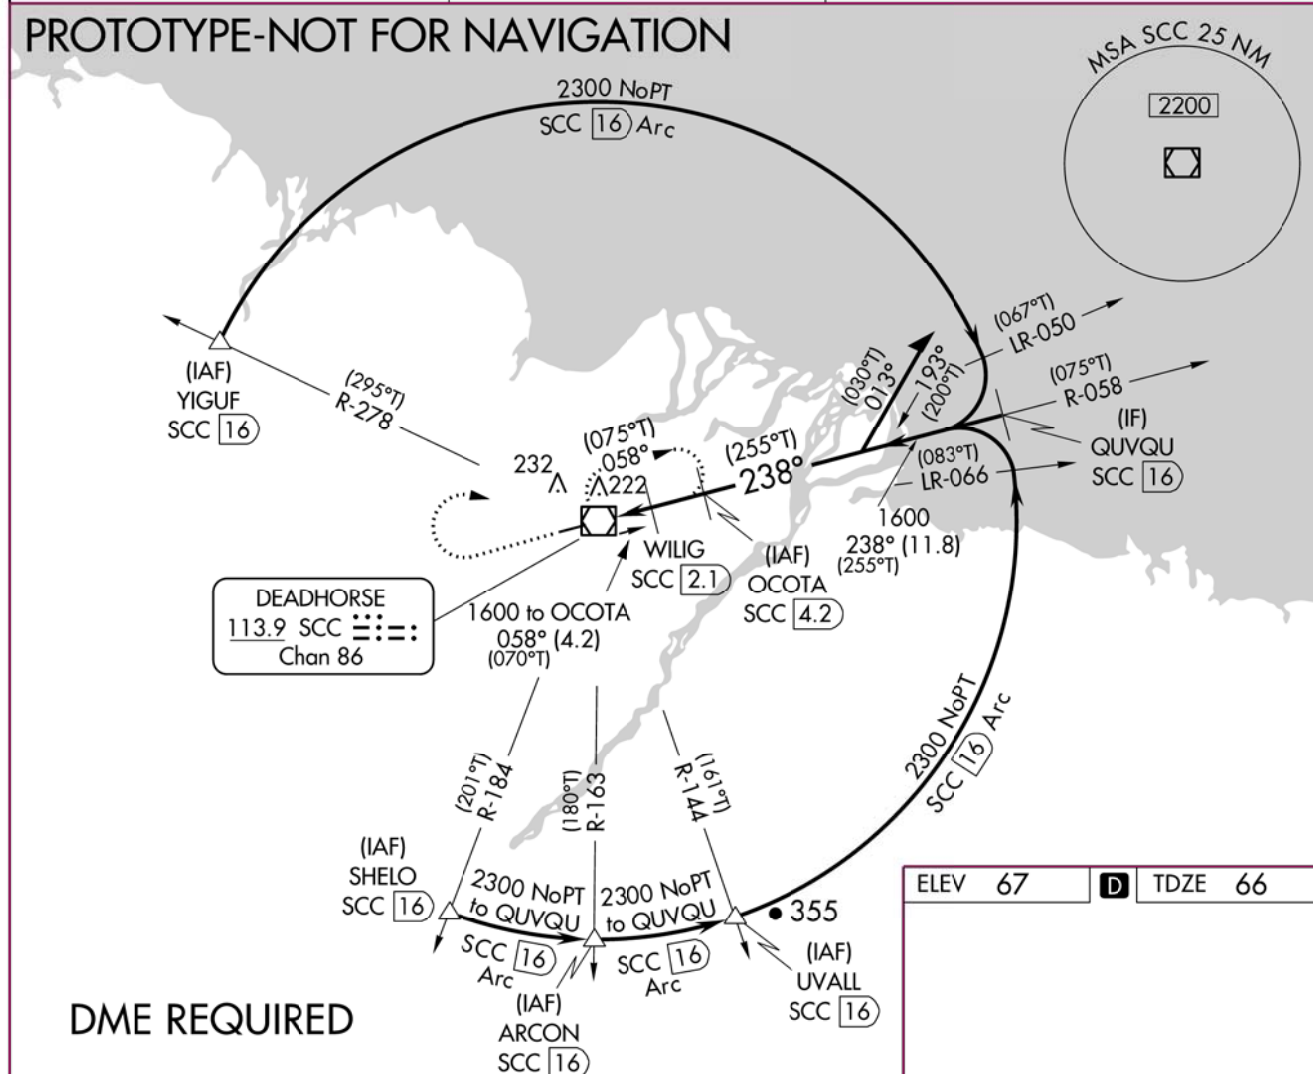 PROTOTYPE-NOT FOR NAVIGATION
MSA SCC 25 NM
2200
2300 NoPT
SCC 16 Arc
(IAF)
YIGUF
SCC 16
(295°T)
R-278
(067°T)
LR-050
(075°T)
R-058
(IF)
QUVQU
SCC 16
(030°T)
013°
193°
(200°T)
(083°T)
LR-066
(075°T)
058°
(255°T)
238°
232
222
1600
238° (11.8)
(255°T)
WILIG
SCC 2.1
(IAF)
OCOTA
SCC 4.2
DEADHORSE
113.9 SCC
Chan 86
1600 to OCOTA
058° (4.2)
(070°T)
(201°T)
R-184
(180°T)
R-163
(161°T)
R-144
2300 NoPT
SCC 16 Arc
(IAF)
SHELO
SCC 16
2300 NoPT
to QUVQU
SCC 16
Arc
2300 NoPT
to QUVQU
SCC 16
Arc
355
(IAF)
ARCON
SCC 16
(IAF)
UVALL
SCC 16
DME REQUIRED
ELEV 67
D
TDZE 66